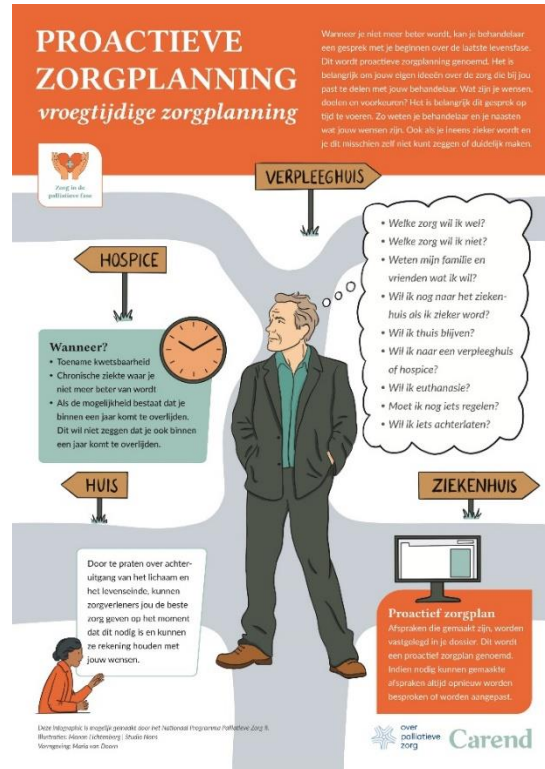 PROACTIEVE
ZORGPLANNING
vroegtijdige zorgplanning
Wanneer je niet meer beter wordt, kan je behandelaar
een gesprek met je beginnen over de laatste levensfase.
Dit wordt proactieve zorgplanning genoemd. Het is
belangrijk om jouw eigen ideeën over de zorg die bij jou
past te delen met jouw behandelaar. Wat zijn je wensen,
doelen en voorkeuren? Het is belangrijk dit gesprek op
tijd te voeren. Zo weten je behandelaar en je naasten
wat jouw wensen zijn. Ook als je ineens zieker wordt en
je dit misschien zelf niet kunt zeggen of duidelijk maken.
Zorg in de
palliatieve fase
VERPLEEGHUIS
HOSPICE
• Welke zorg wil ik wel?
• Welke zorg wil ik niet?
• Weten mijn familie en
vrienden wat ik wil?
• Wil ik nog naar het zieken-
huis als ik zieker word?
• Wil ik thuis blijven?
• Wil ik naar een verpleeghuis
of hospice?
• Wil ik euthanasie?
• Moet ik nog iets regelen?
• Wil ik iets achterlaten?
Wanneer?
• Toename kwetsbaarheid
• Chronische ziekte waar je
niet meer beter van wordt
• Als de mogelijkheid bestaat dat je
binnen een jaar komt te overlijden.
Dit wil niet zeggen dat je ook binnen
een jaar komt te overlijden.
HUIS
ZIEKENHUIS
Door te praten over achter-
uitgang van het lichaam en
het levenseinde, kunnen
zorgverleners jou de beste
zorg geven op het moment
dat dit nodig is en kunnen
ze rekening houden met
jouw wensen.
Proactief zorgplan
Afspraken die gemaakt zijn, worden
vastgelegd in je dossier. Dit wordt
een proactief zorgplan genoemd.
Indien nodig kunnen gemaakte
afspraken altijd opnieuw worden
besproken of worden aangepast.
Deze infographic is mogelijk gemaakt door het Nationaal Programma Palliatieve Zorg II.
Illustraties: Manon Lichtenberg | Studio Nons
Vormgeving: Maria van Doorn
over
palliatieve
zorg
Carend